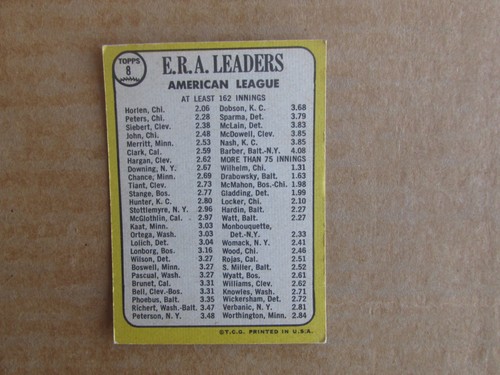 TOPPS
8
E.R.A. LEADERS
AMERICAN LEAGUE
AT LEAST 162 INNINGS
Horlen, Chi. 2.06
Peters, Chi. 2.28
Siebert, Clev. 2.38
John, Chi. 2.48
Merritt, Minn. 2.53
Clark, Cal. 2.59
Hargan, Clev. 2.62
Downing, N. Y. 2.67
Chance, Minn. 2.69
Tiant, Clev. 2.73
Stange, Bos. 2.77
Hunter, K. C. 2.80
Stottlemyre, N. Y. 2.96
McGlothlin, Cal. 2.97
Kaat, Minn. 3.03
Ortega, Wash. 3.03
Lolich, Det. 3.04
Lonborg, Bos. 3.16
Wilson, Det. 3.27
Boswell, Minn. 3.27
Pascual, Wash. 3.27
Brunet, Cal. 3.31
Bell, Clev.-Bos. 3.31
Phoebus, Balt. 3.35
Richert, Wash.-Balt. 3.47
Peterson, N. Y. 3.48
Dobson, K. C. 3.68
Sparma, Det. 3.79
McLain, Det. 3.83
McDowell, Clev. 3.85
Nash, K. C. 3.85
Barber, Balt.-N.Y. 4.08
MORE THAN 75 INNINGS
Wilhelm, Chi. 1.31
Drabowsky, Balt. 1.63
McMahon, Bos.-Chi. 1.98
Gladding, Det. 1.99
Locker, Chi. 2.10
Hardin, Balt. 2.27
Watt, Balt. 2.27
Monbouquette,
Det.-N.Y. 2.33
Womack, N. Y. 2.41
Wood, Chi. 2.46
Rojas, Cal. 2.51
S. Miller, Balt. 2.52
Wyatt, Bos. 2.61
Williams, Clev. 2.62
Knowles, Wash. 2.71
Wickersham, Det. 2.72
Verbanic, N. Y. 2.81
Worthington, Minn. 2.84
©T.C.G. PRINTED IN U.S.A.